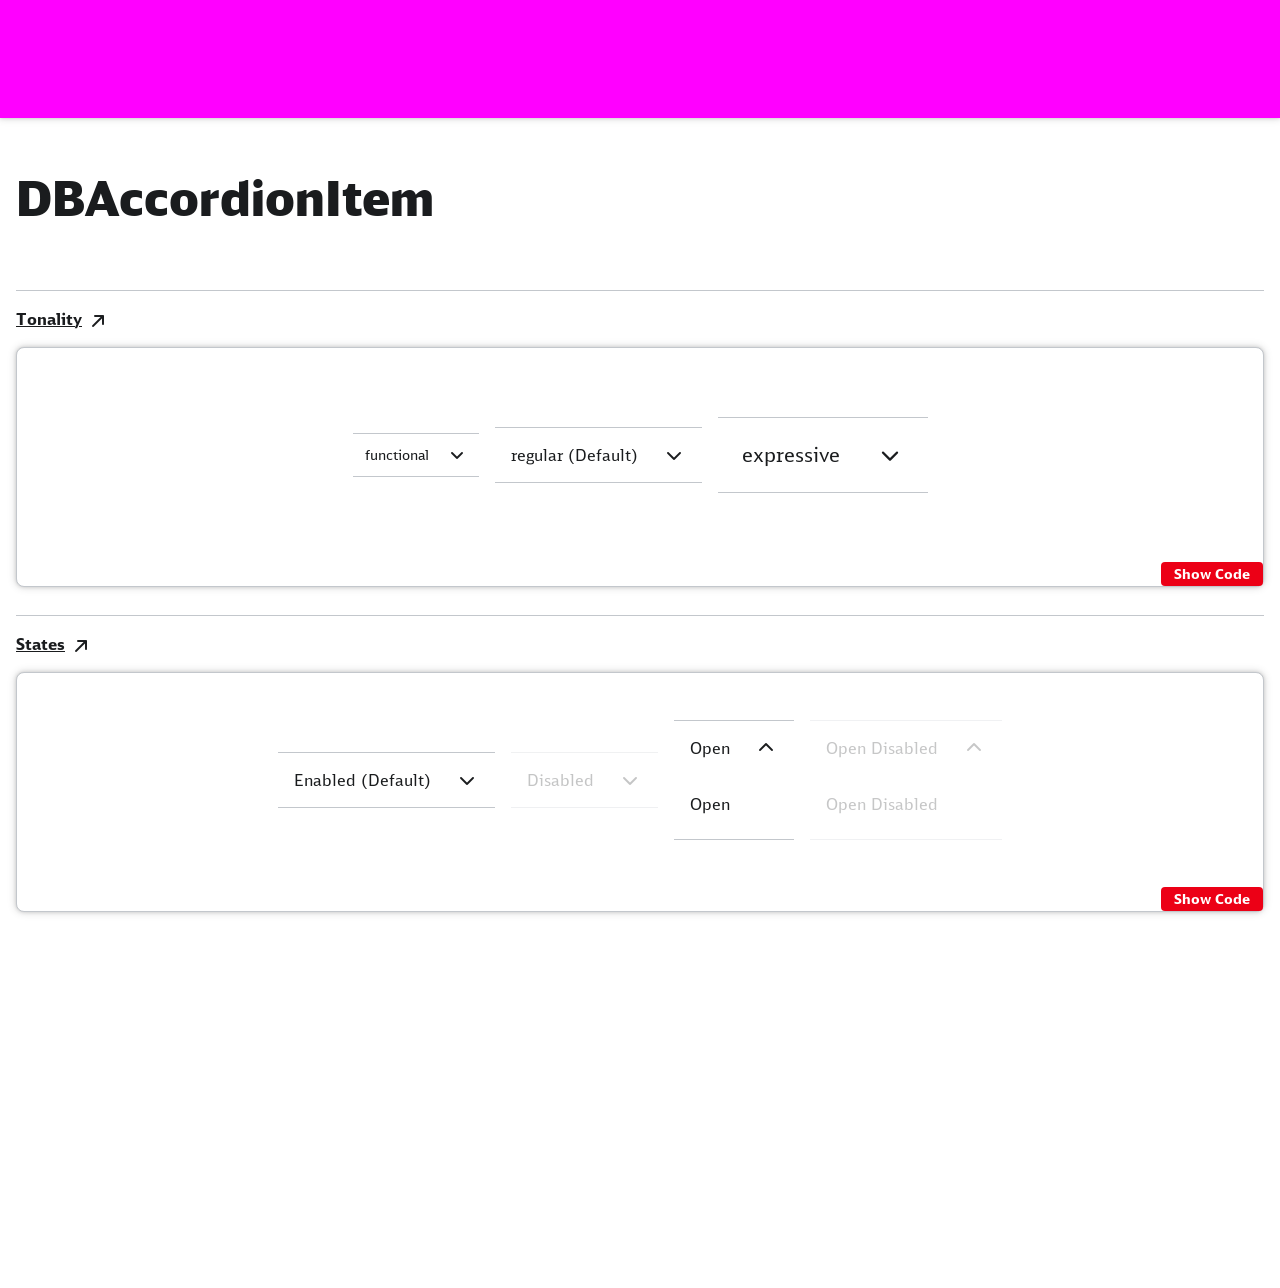 DBAccordionItem
Tonality
functional
regular (Default)
expressive
Show Code
States
Enabled (Default)
Disabled
Open
Open Disabled
Open
Open Disabled
Show Code